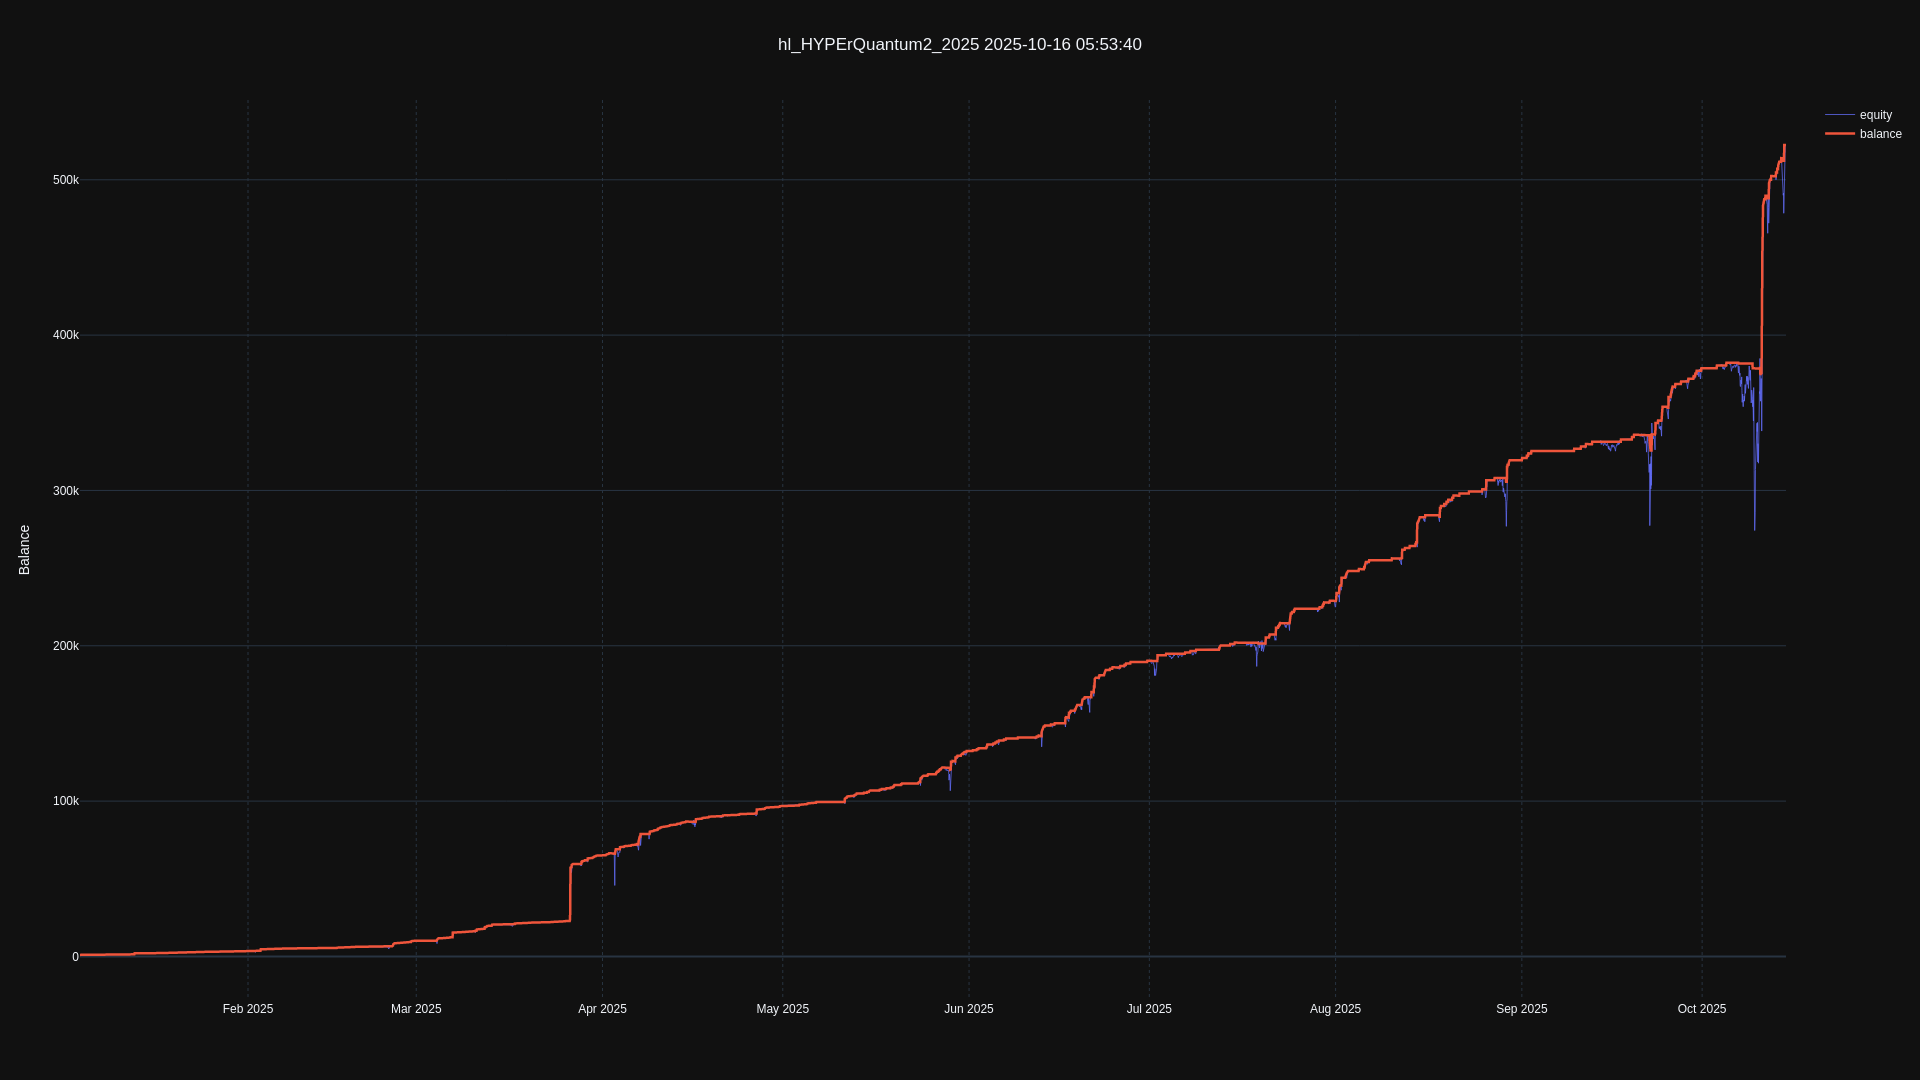 hl_HYPErQuantum2_2025 2025-10-16 05:53:40
equity
balance
500k
400k
300k
200k
100k
0
Balance
Feb 2025
Mar 2025
Apr 2025
May 2025
Jun 2025
Jul 2025
Aug 2025
Sep 2025
Oct 2025